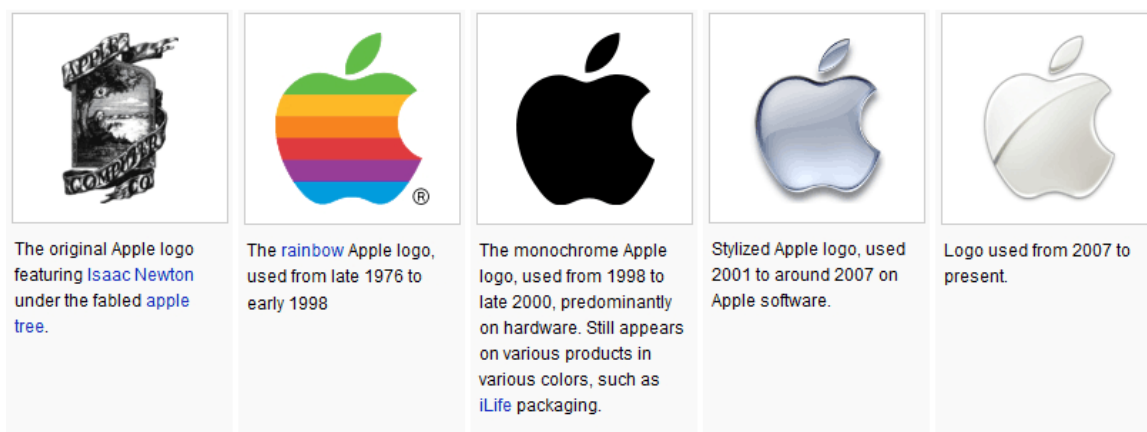 APPLE
COMPUTER
CO
®
The original Apple logo
featuring Isaac Newton
under the fabled apple
tree.
The rainbow Apple logo,
used from late 1976 to
early 1998
The monochrome Apple
logo, used from 1998 to
late 2000, predominantly
on hardware. Still appears
on various products in
various colors, such as
iLife packaging.
Stylized Apple logo, used
2001 to around 2007 on
Apple software.
Logo used from 2007 to
present.